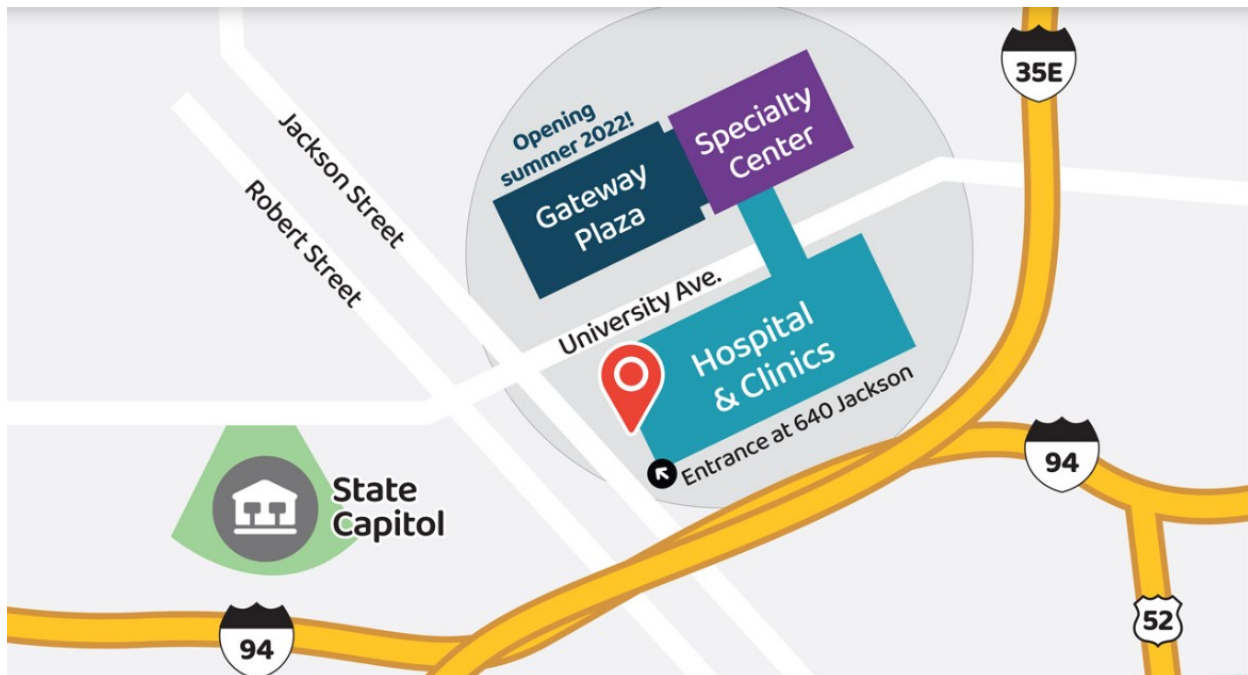 35E
Opening
summer 2022!
Specialty
Center
Jackson Street
Gateway
Plaza
Robert Street
University Ave.
Hospital
& Clinics
Entrance at 640 Jackson
94
State
Capitol
52
94